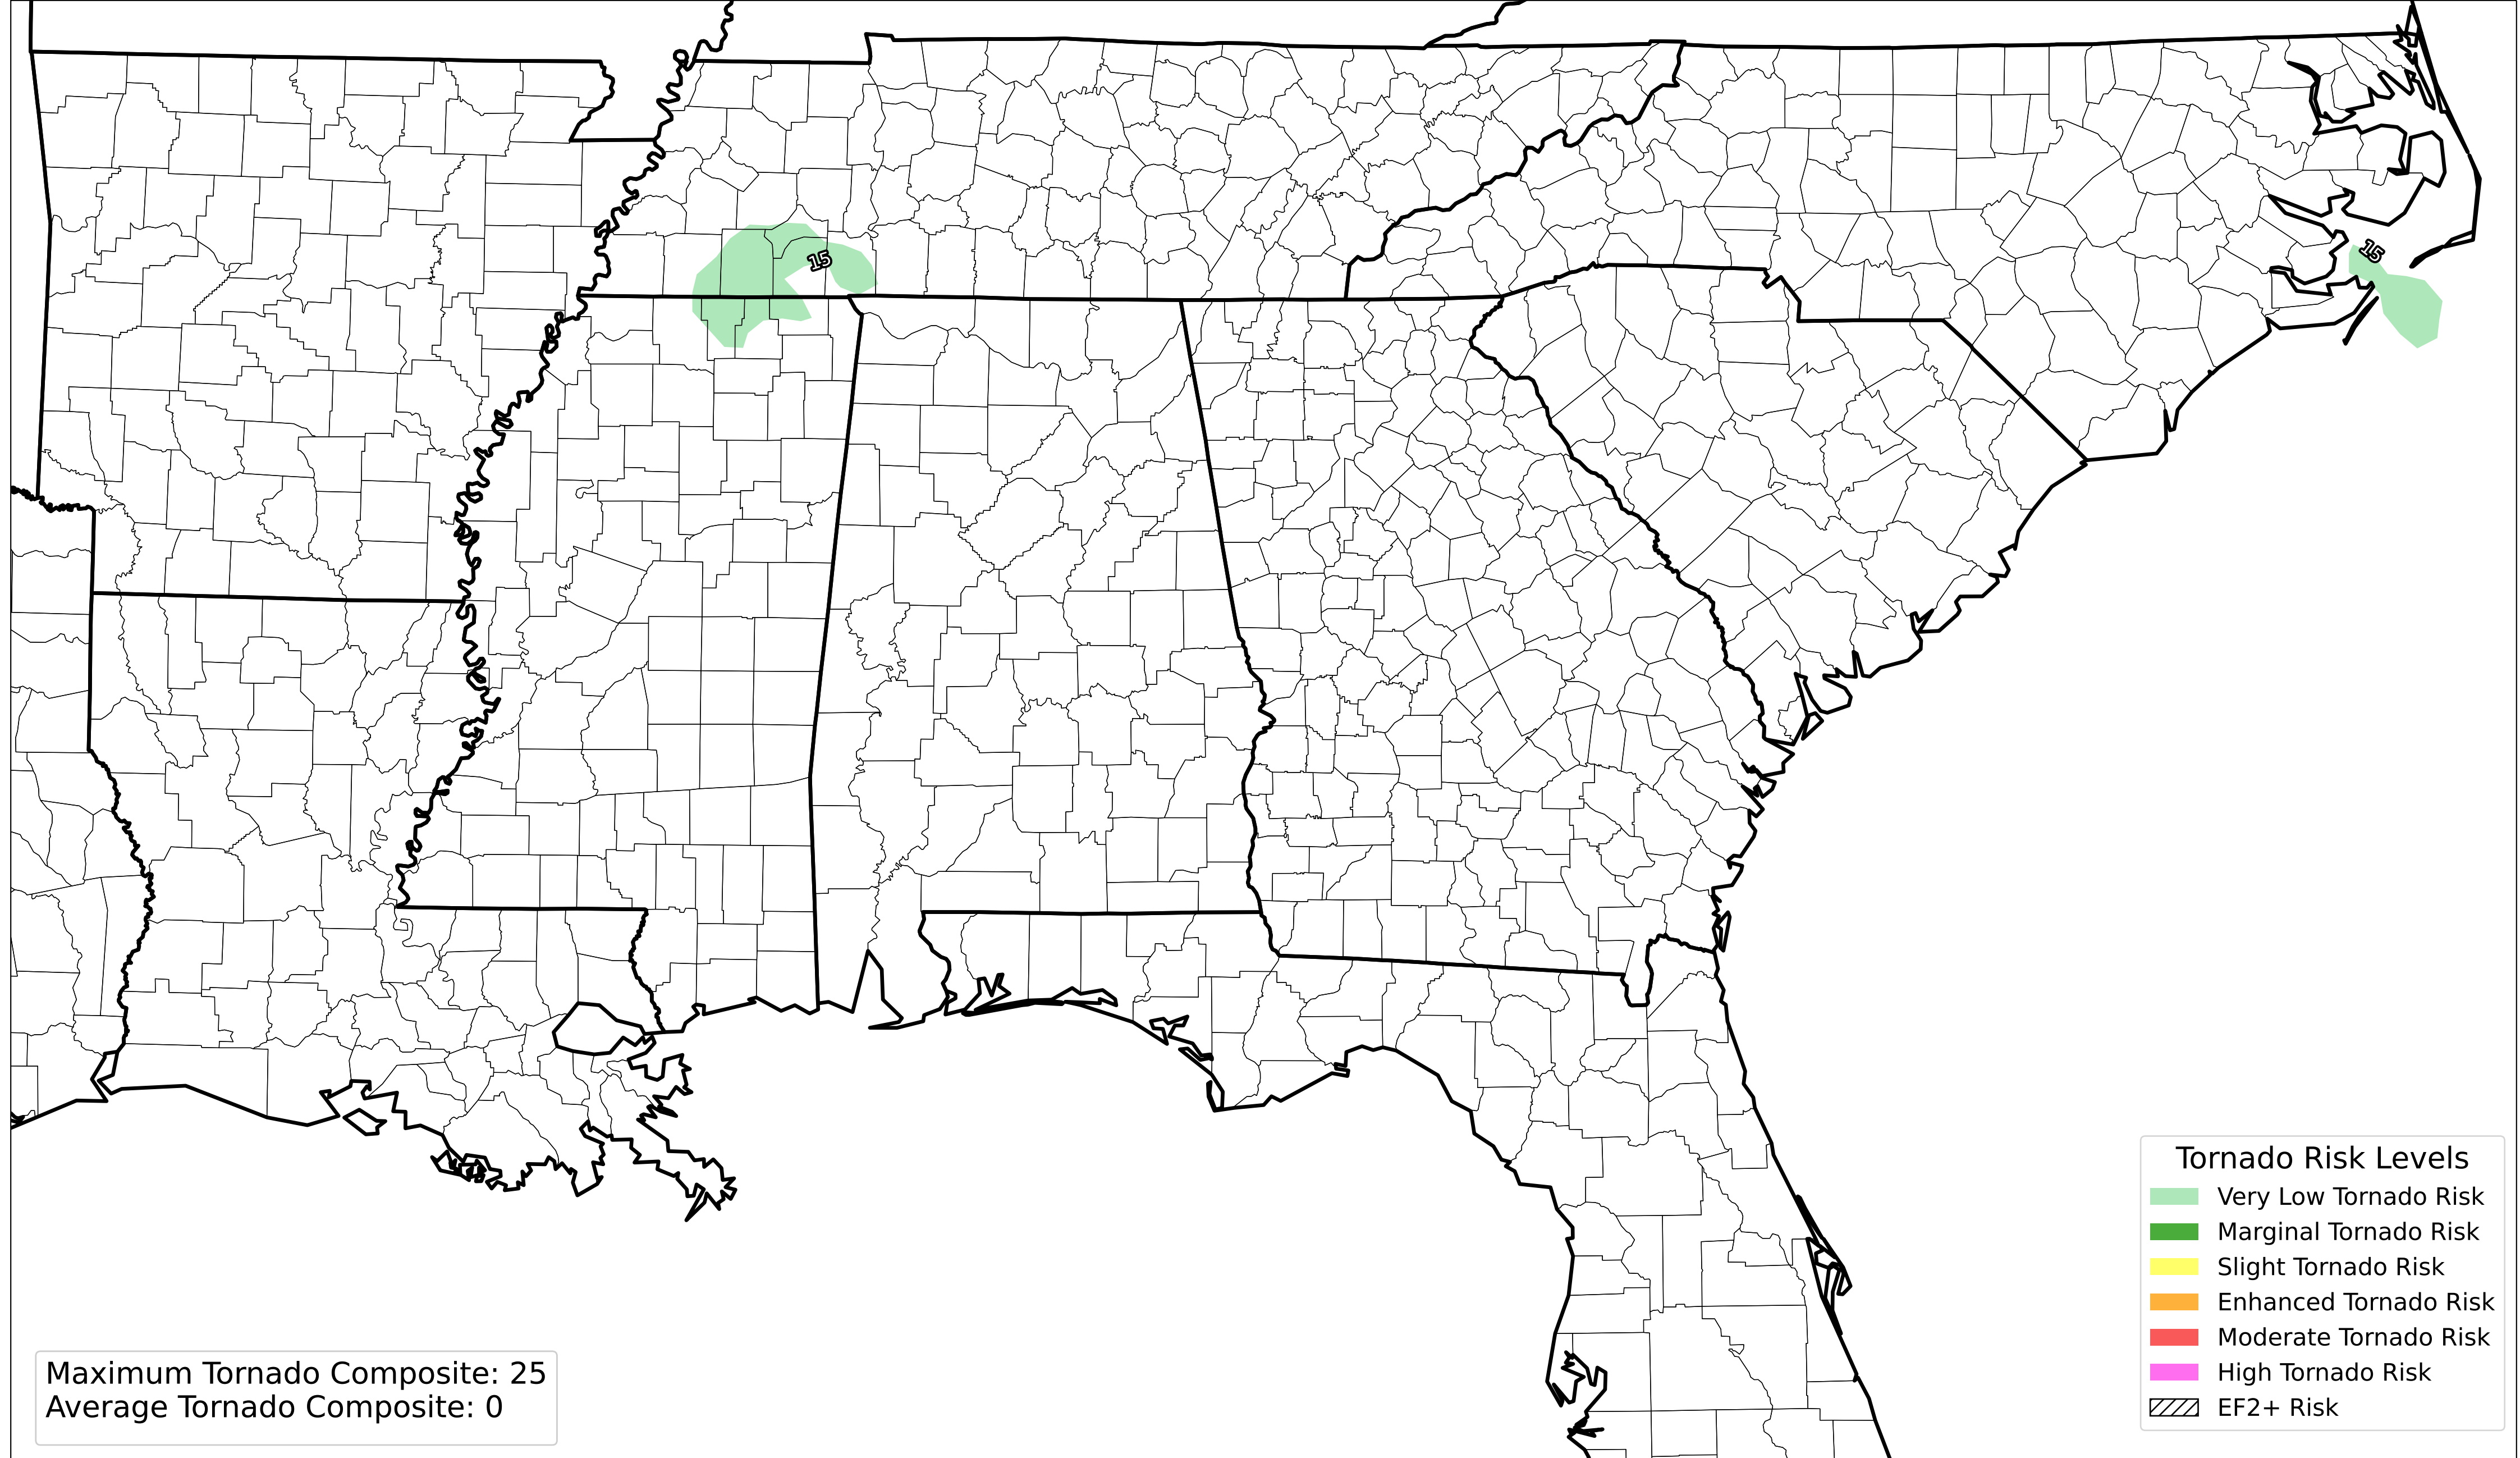 15
15
Tornado Risk Levels
Very Low Tornado Risk
Marginal Tornado Risk
Slight Tornado Risk
Enhanced Tornado Risk
Moderate Tornado Risk
High Tornado Risk
EF2+ Risk
Maximum Tornado Composite: 25
Average Tornado Composite: 0